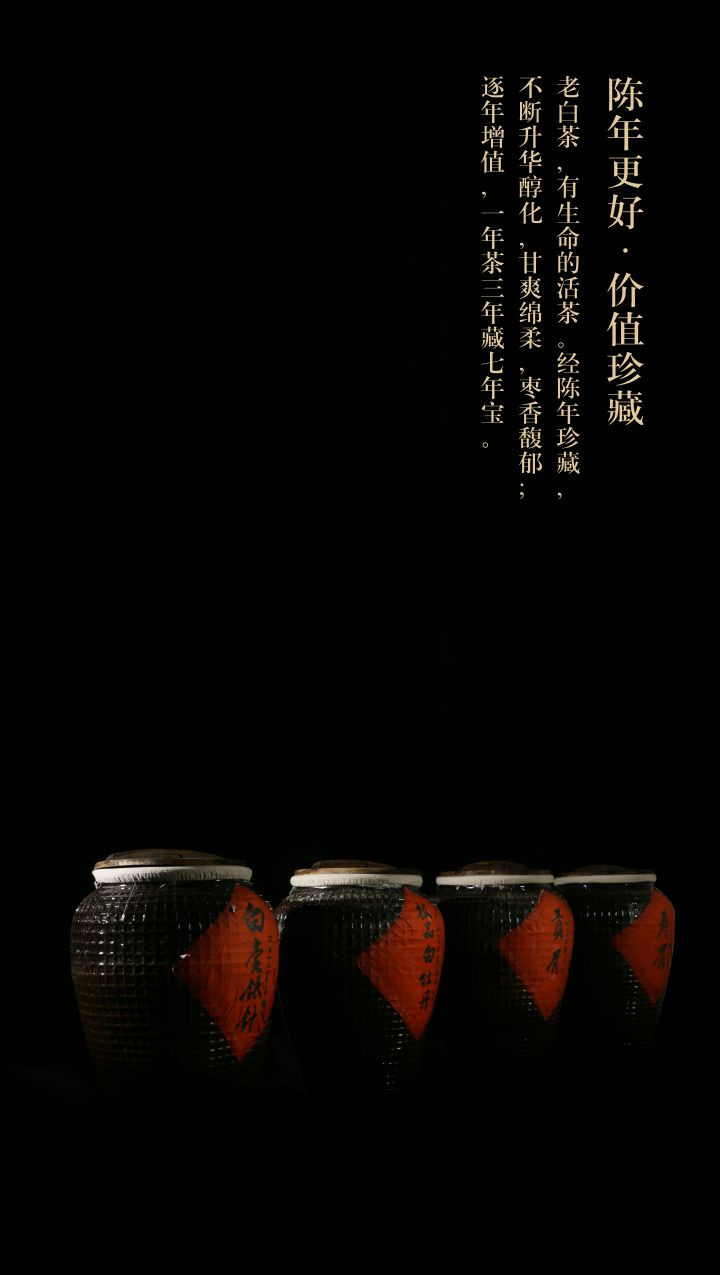 陈年更好·价值珍藏
老白茶,有生命的活茶。经陈年珍藏,
不断升华醇化,甘爽绵柔,枣香馥郁;
逐年增值,一年茶三年藏七年宝。
白毫银针
白牡丹
贡眉
寿眉